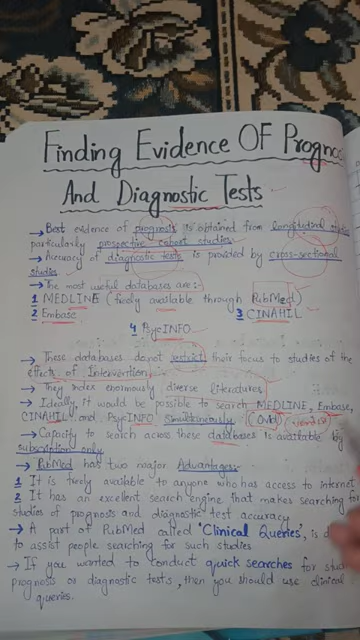 Finding Evidence OF Progno
And Diagnostic Tests
→ Best evidence of prognosis is obtained from longitudinal studies
particularly prospective cohort studies.
→ Accuracy of diagnostic tests is provided by cross-sectional
studies
→ The most useful databases are:-
1 MEDLINE (freely available through PubMed)
2 Embase
3 CINAHIL
4 PsycINFO
→ These databases do not restrict their focus to studies of the
effects of Intervention.
→ They index enormously diverse literatures
→ Ideally, it would be possible to search MEDLINE, Embase,
CINAHIL and PsycINFO Simultaneously (Ovid)
→ Capacity to search across these databases is available by
subscription only
→ PubMed has two major Advantages:-
1 It is freely available to anyone who has access to internet
2 It has an excellent search engine that makes searching for
studies of prognosis and diagnostic test accuracy
→ A part of PubMed called 'Clinical Queries', is d
to assist people searching for such studies
→ If you wanted to conduct quick searches for stud
prognosis or diagnostic tests, then you should use clinical
queries.